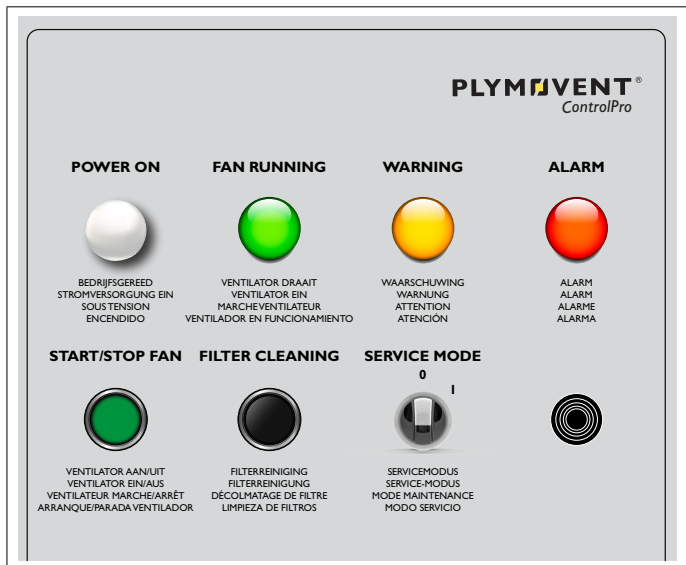 PLYMOVENT®
ControlPro
POWER ON
BEDRIJFSGEREED
STROMVERSORGUNG EIN
SOUS TENSION
ENCENDIDO
FAN RUNNING
VENTILATOR DRAAIT
VENTILATOR EIN
MARCHE VENTILATEUR
VENTILADOR EN FUNCIONAMIENTO
WARNING
WAARSCHUWING
WARNUNG
ATTENTION
ATENCIÓN
ALARM
ALARM
ALARM
ALARME
ALARMA
START/STOP FAN
VENTILATOR AAN/UIT
VENTILATOR EIN/AUS
VENTILATEUR MARCHE/ARRÊT
ARRANQUE/PARADA VENTILADOR
FILTER CLEANING
FILTERREINIGING
FILTERREINIGUNG
DÉCOLMATAGE DE FILTRE
LIMPIEZA DE FILTROS
SERVICE MODE
0
I
SERVICEMODUS
SERVICE-MODUS
MODE MAINTENANCE
MODO SERVICIO